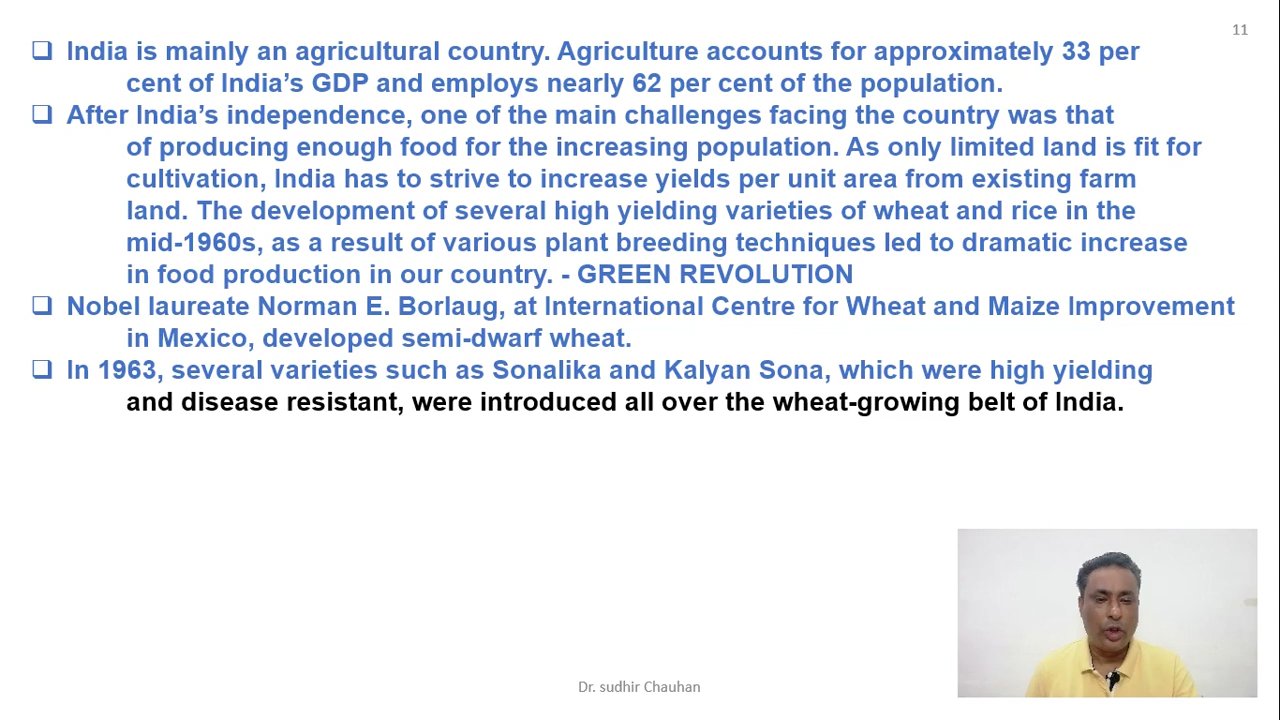 11
❑ India is mainly an agricultural country. Agriculture accounts for approximately 33 per
cent of India’s GDP and employs nearly 62 per cent of the population.
❑ After India’s independence, one of the main challenges facing the country was that
of producing enough food for the increasing population. As only limited land is fit for
cultivation, India has to strive to increase yields per unit area from existing farm
land. The development of several high yielding varieties of wheat and rice in the
mid-1960s, as a result of various plant breeding techniques led to dramatic increase
in food production in our country. - GREEN REVOLUTION
❑ Nobel laureate Norman E. Borlaug, at International Centre for Wheat and Maize Improvement
in Mexico, developed semi-dwarf wheat.
❑ In 1963, several varieties such as Sonalika and Kalyan Sona, which were high yielding
and disease resistant, were introduced all over the wheat-growing belt of India.
Dr. sudhir Chauhan